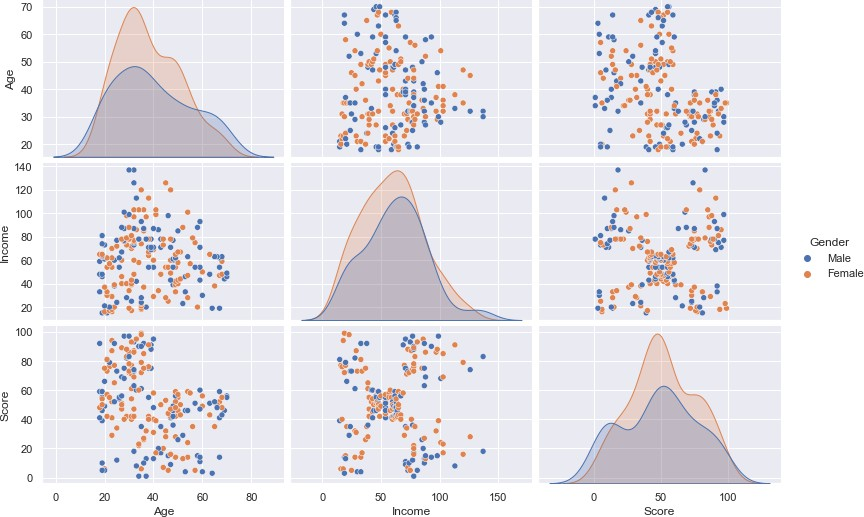 70
60
50
40
30
20
Age
140
120
100
80
60
40
20
Income
100
80
60
40
20
0
Score
0 20 40 60 80
Age
0 50 100 150
Income
0 50 100
Score
Gender
Male
Female